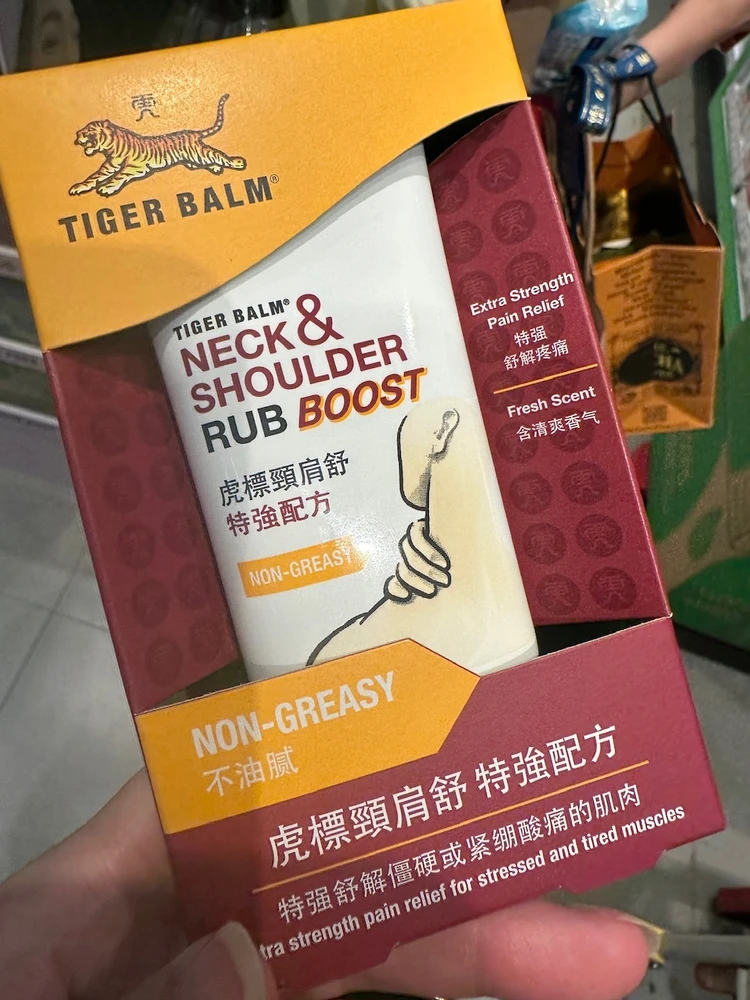 虎
TIGER BALM®
TIGER BALM®
NECK &
SHOULDER
RUB BOOST
虎標頸肩舒
特強配方
NON-GREASY
Extra Strength
Pain Relief
特强
舒解疼痛
Fresh Scent
含清爽香气
NON-GREASY
不油腻
虎標頸肩舒 特強配方
特强舒解僵硬或紧绷酸痛的肌肉
tra strength pain relief for stressed and tired muscles